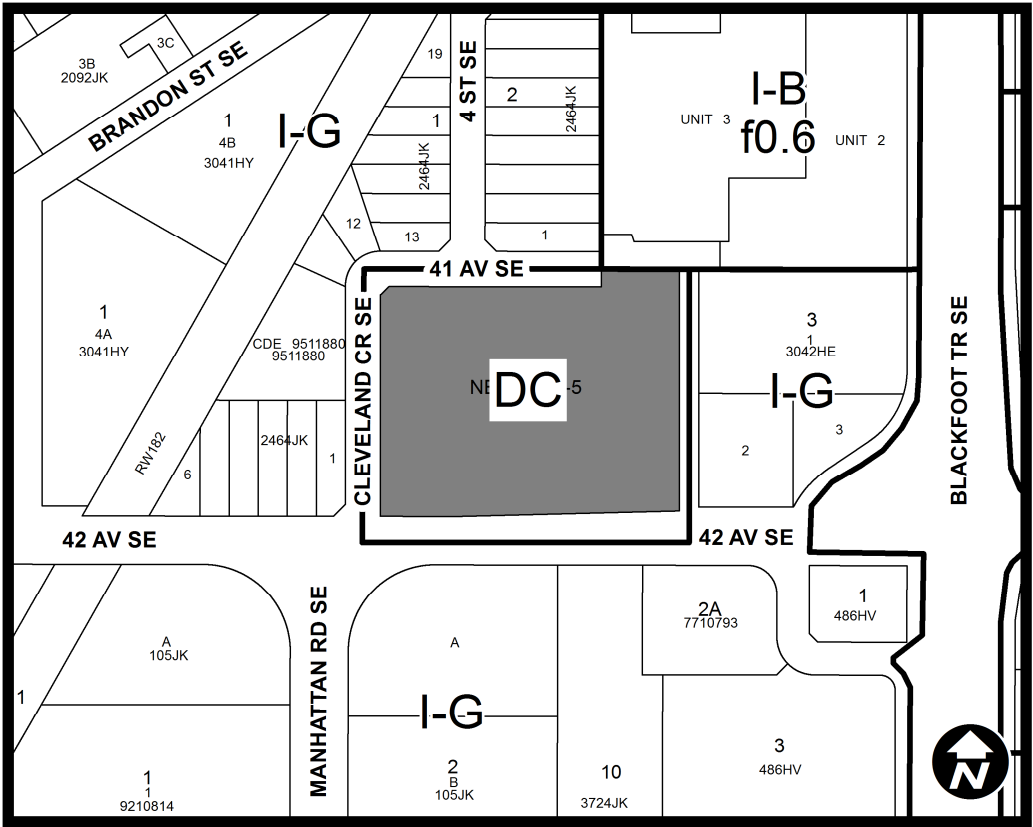 3C
3B
2092JK
BRANDON ST SE
1
4B
3041HY
I-G
19
4 ST SE
2
2464JK
1
2464JK
12
13
1
I-B
f0.6
UNIT 3
UNIT 2
41 AV SE
1
4A
3041HY
CDE 9511880
9511880
CLEVELAND CR SE
DC
-5
3
1
3042HE
I-G
2
3
BLACKFOOT TR SE
RW182
6
2464JK
1
42 AV SE
42 AV SE
MANHATTAN RD SE
A
105JK
A
2A
7710793
1
486HV
1
I-G
1
1
9210814
2
B
105JK
10
3724JK
3
486HV
N